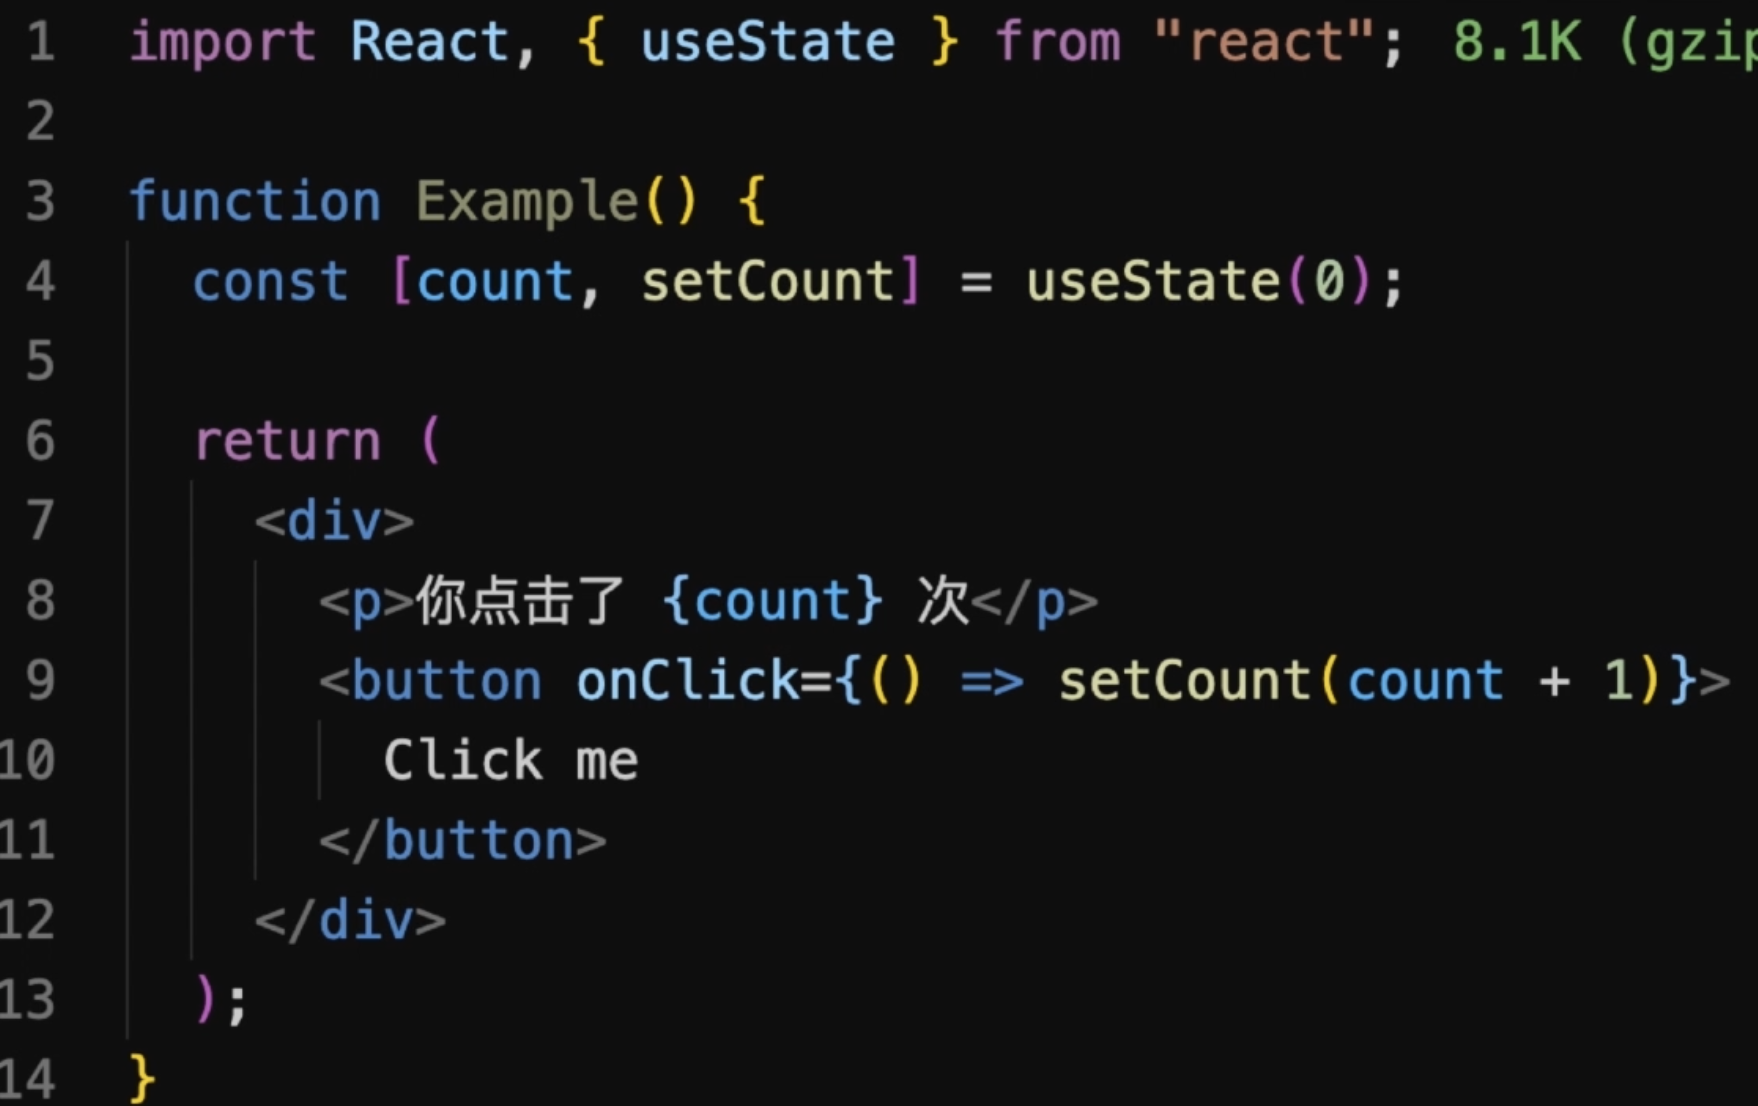 1 import React, { useState } from "react"; 8.1K (gzip
2
3 function Example() {
4   const [count, setCount] = useState(0);
5
6   return (
7     <div>
8       <p>你点击了 {count} 次</p>
9       <button onClick={() => setCount(count + 1)}>
10         Click me
11       </button>
12     </div>
13   );
14 }